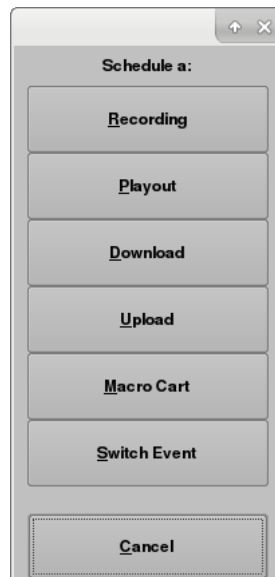 Schedule a:
Recording
Playout
Download
Upload
Macro Cart
Switch Event
Cancel